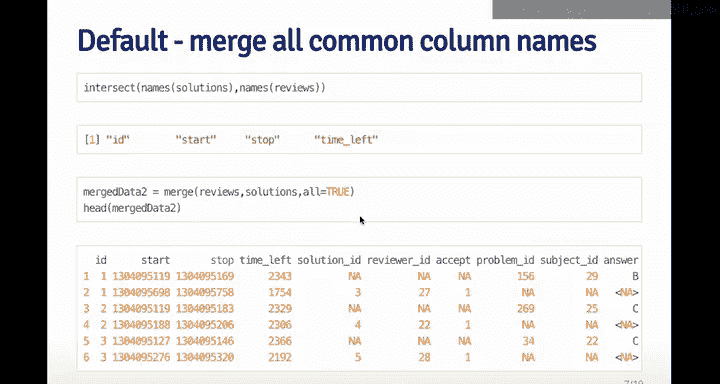 Default - merge all common column names
intersect(names(solutions),names(reviews))
[1] "id" "start" "stop" "time_left"
mergedData2 = merge(reviews,solutions,all=TRUE)
head(mergedData2)
id start stop time_left solution_id reviewer_id accept problem_id subject_id answer
1 1 1304095119 1304095169 2343 NA NA NA 156 29 B
2 1 1304095698 1304095758 1754 3 27 1 NA NA <NA>
3 2 1304095119 1304095183 2329 NA NA NA 269 25 C
4 2 1304095188 1304095206 2306 4 22 1 NA NA <NA>
5 3 1304095127 1304095146 2366 NA NA NA 34 22 C
6 3 1304095276 1304095320 2192 5 28 1 NA NA <NA>